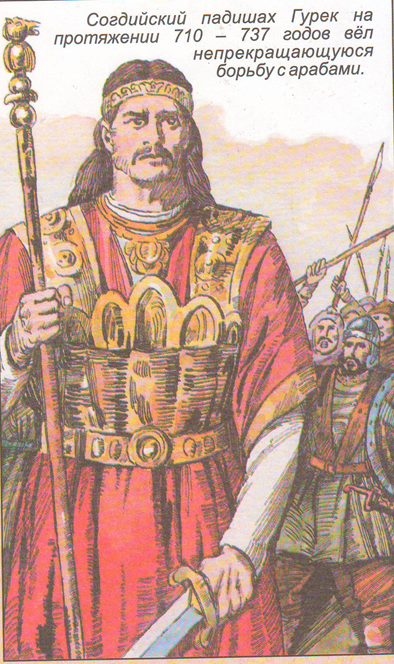 Согдийский падишах Гурек на
протяжении 710 – 737 годов вёл
непрекращающуюся
борьбу с арабами.